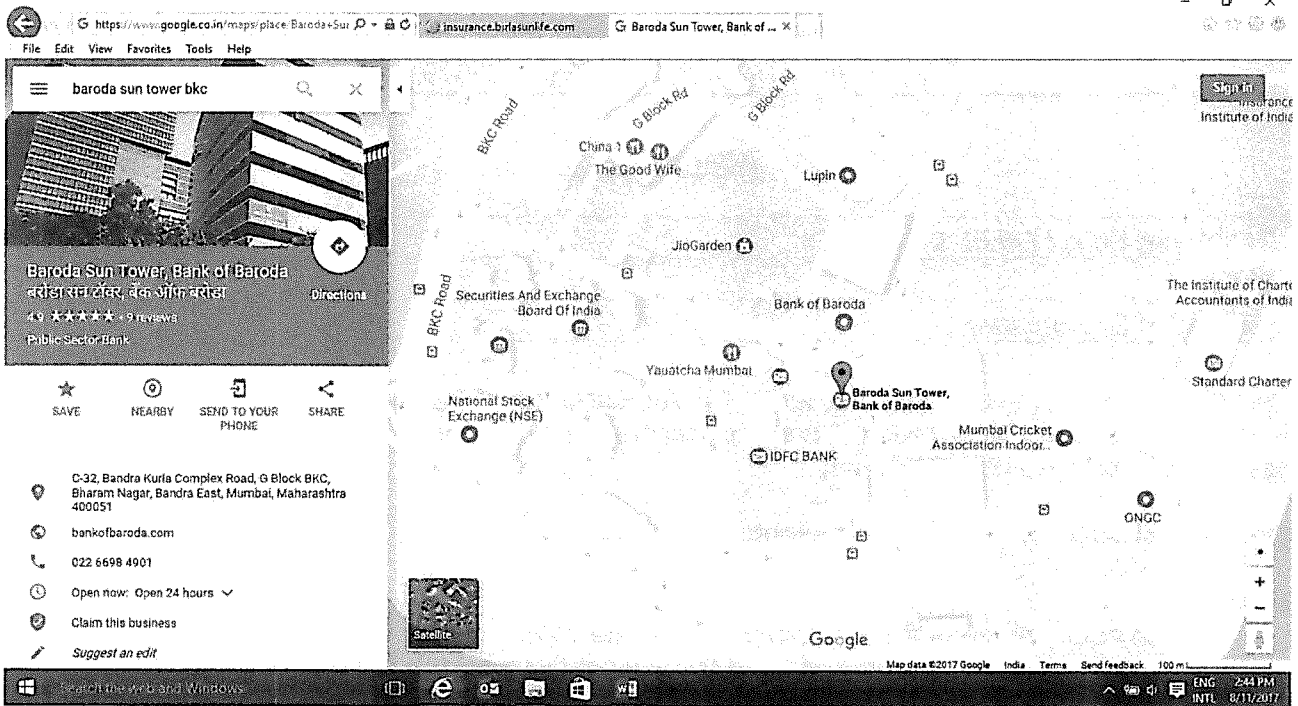 https://www.google.co.in/maps/place/Baroda+Sun
insurance.birlasunlife.com
Baroda Sun Tower, Bank of ...
File Edit View Favorites Tools Help
baroda sun tower bkc
Baroda Sun Tower, Bank of Baroda
बरोडा सन टॉवर, बैंक ऑफ बरोडा
4.9 ★★★★★ · 9 reviews
Public Sector Bank
Directions
SAVE
NEARBY
SEND TO YOUR
PHONE
SHARE
C-32, Bandra Kurla Complex Road, G Block BKC,
Bharam Nagar, Bandra East, Mumbai, Maharashtra
400051
bankofbaroda.com
022 6698 4901
Open now: Open 24 hours
Claim this business
Suggest an edit
BKC Road
G Block Rd
G Block Rd
Sign in
Insurance
Institute of India
China 1
The Good Wife
Lupin
JioGarden
BKC Road
Securities And Exchange
Board Of India
Bank of Baroda
The Institute of Charte
Accountants of India
Yauatcha Mumbai
Standard Charter
Baroda Sun Tower,
Bank of Baroda
National Stock
Exchange (NSE)
Mumbai Cricket
Association Indoor...
IDFC BANK
ONGC
Satellite
Google
Map data ©2017 Google India Terms Send feedback 100 m
Search the web and Windows
ENG
INTL
2:44 PM
8/11/2017